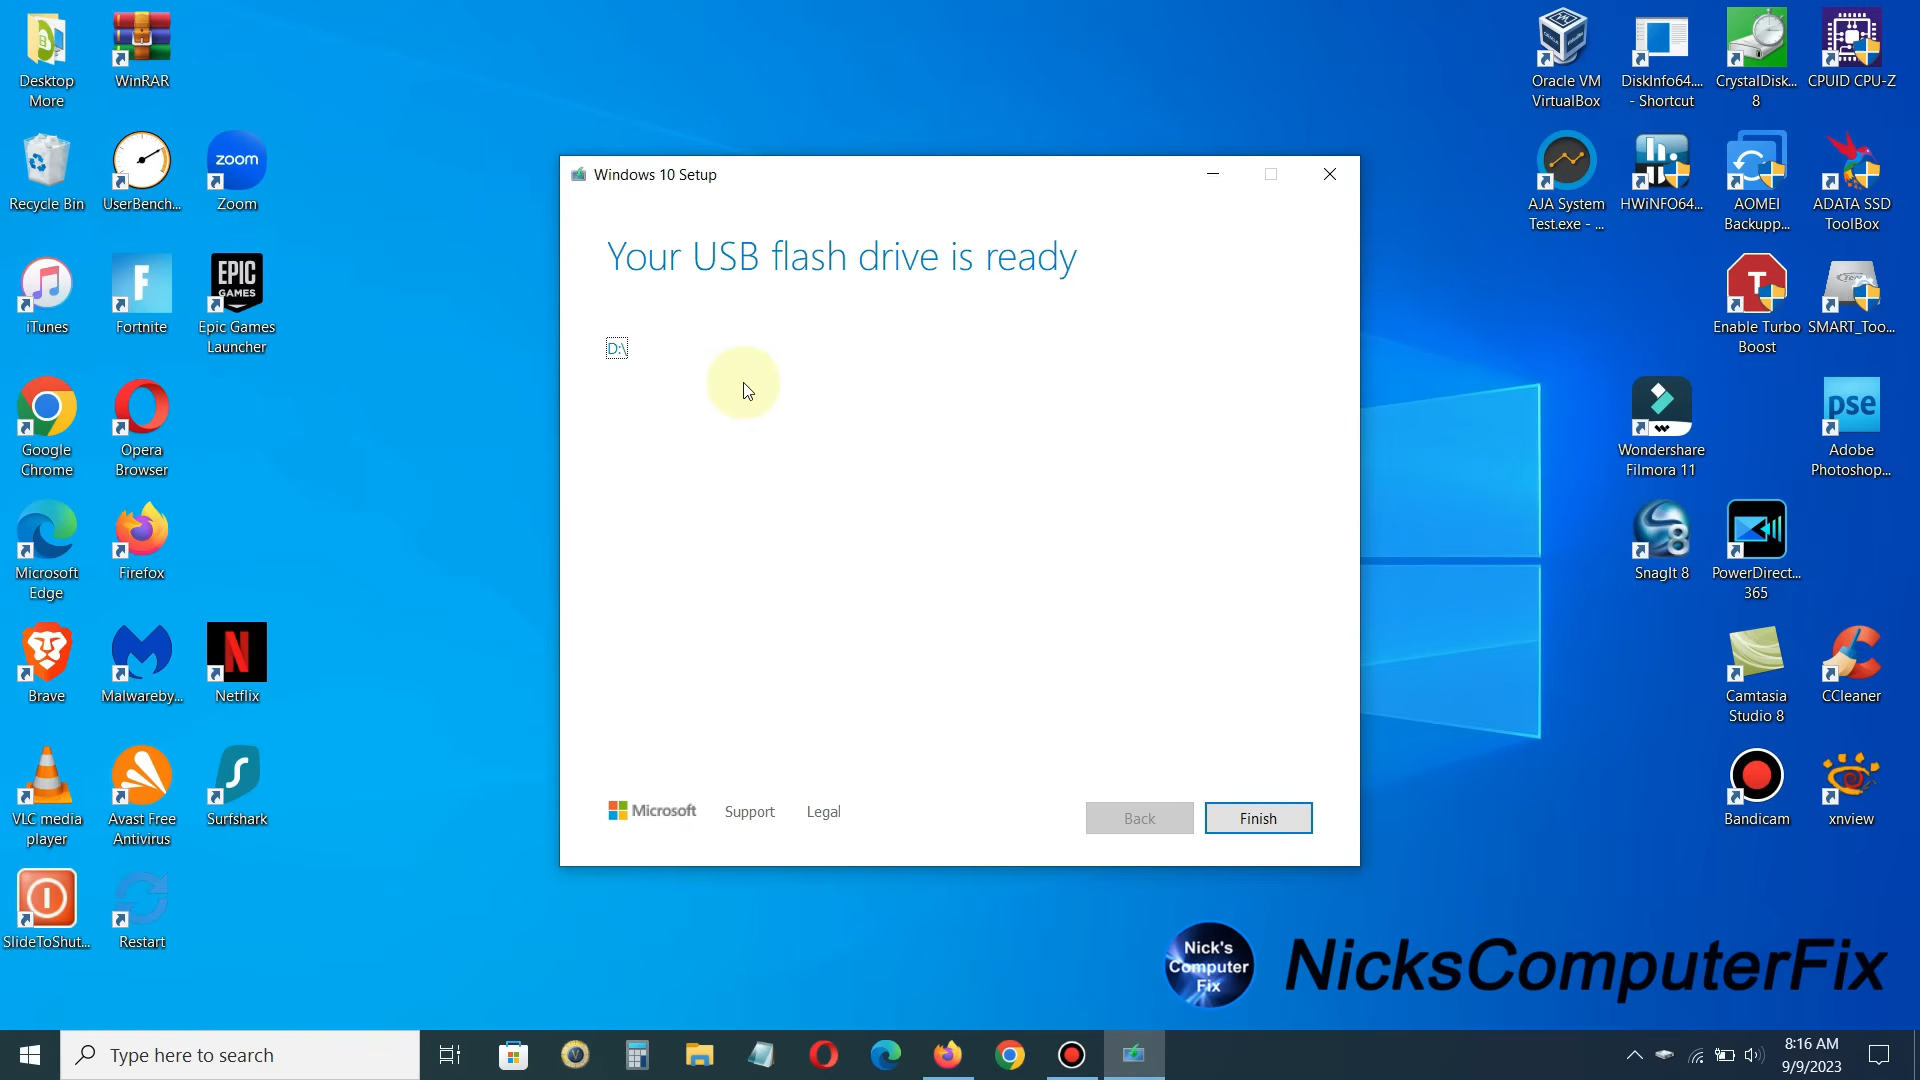 Desktop
More
WinRAR
Recycle Bin
UserBench...
zoom
Zoom
iTunes
Fortnite
EPIC
GAMES
Epic Games
Launcher
Google
Chrome
Opera
Browser
Microsoft
Edge
Firefox
Brave
Malwareby...
Netflix
VLC media
player
Avast Free
Antivirus
Surfshark
SlideToShut...
Restart
Windows 10 Setup
Your USB flash drive is ready
D:\
Microsoft
Support
Legal
Back
Finish
Oracle VM
VirtualBox
DiskInfo64....
- Shortcut
CrystalDisk...
8
CPUID CPU-Z
AJA System
Test.exe - ...
HWiNFO64...
AOMEI
Backupp...
ADATA SSD
ToolBox
T
Enable Turbo
Boost
SMART_Too...
Wondershare
Filmora 11
pse
Adobe
Photoshop...
SnagIt 8
PowerDirect...
365
Camtasia
Studio 8
CCleaner
Bandicam
xnview
Nick's
Computer
Fix
NicksComputerFix
Type here to search
8:16 AM
9/9/2023